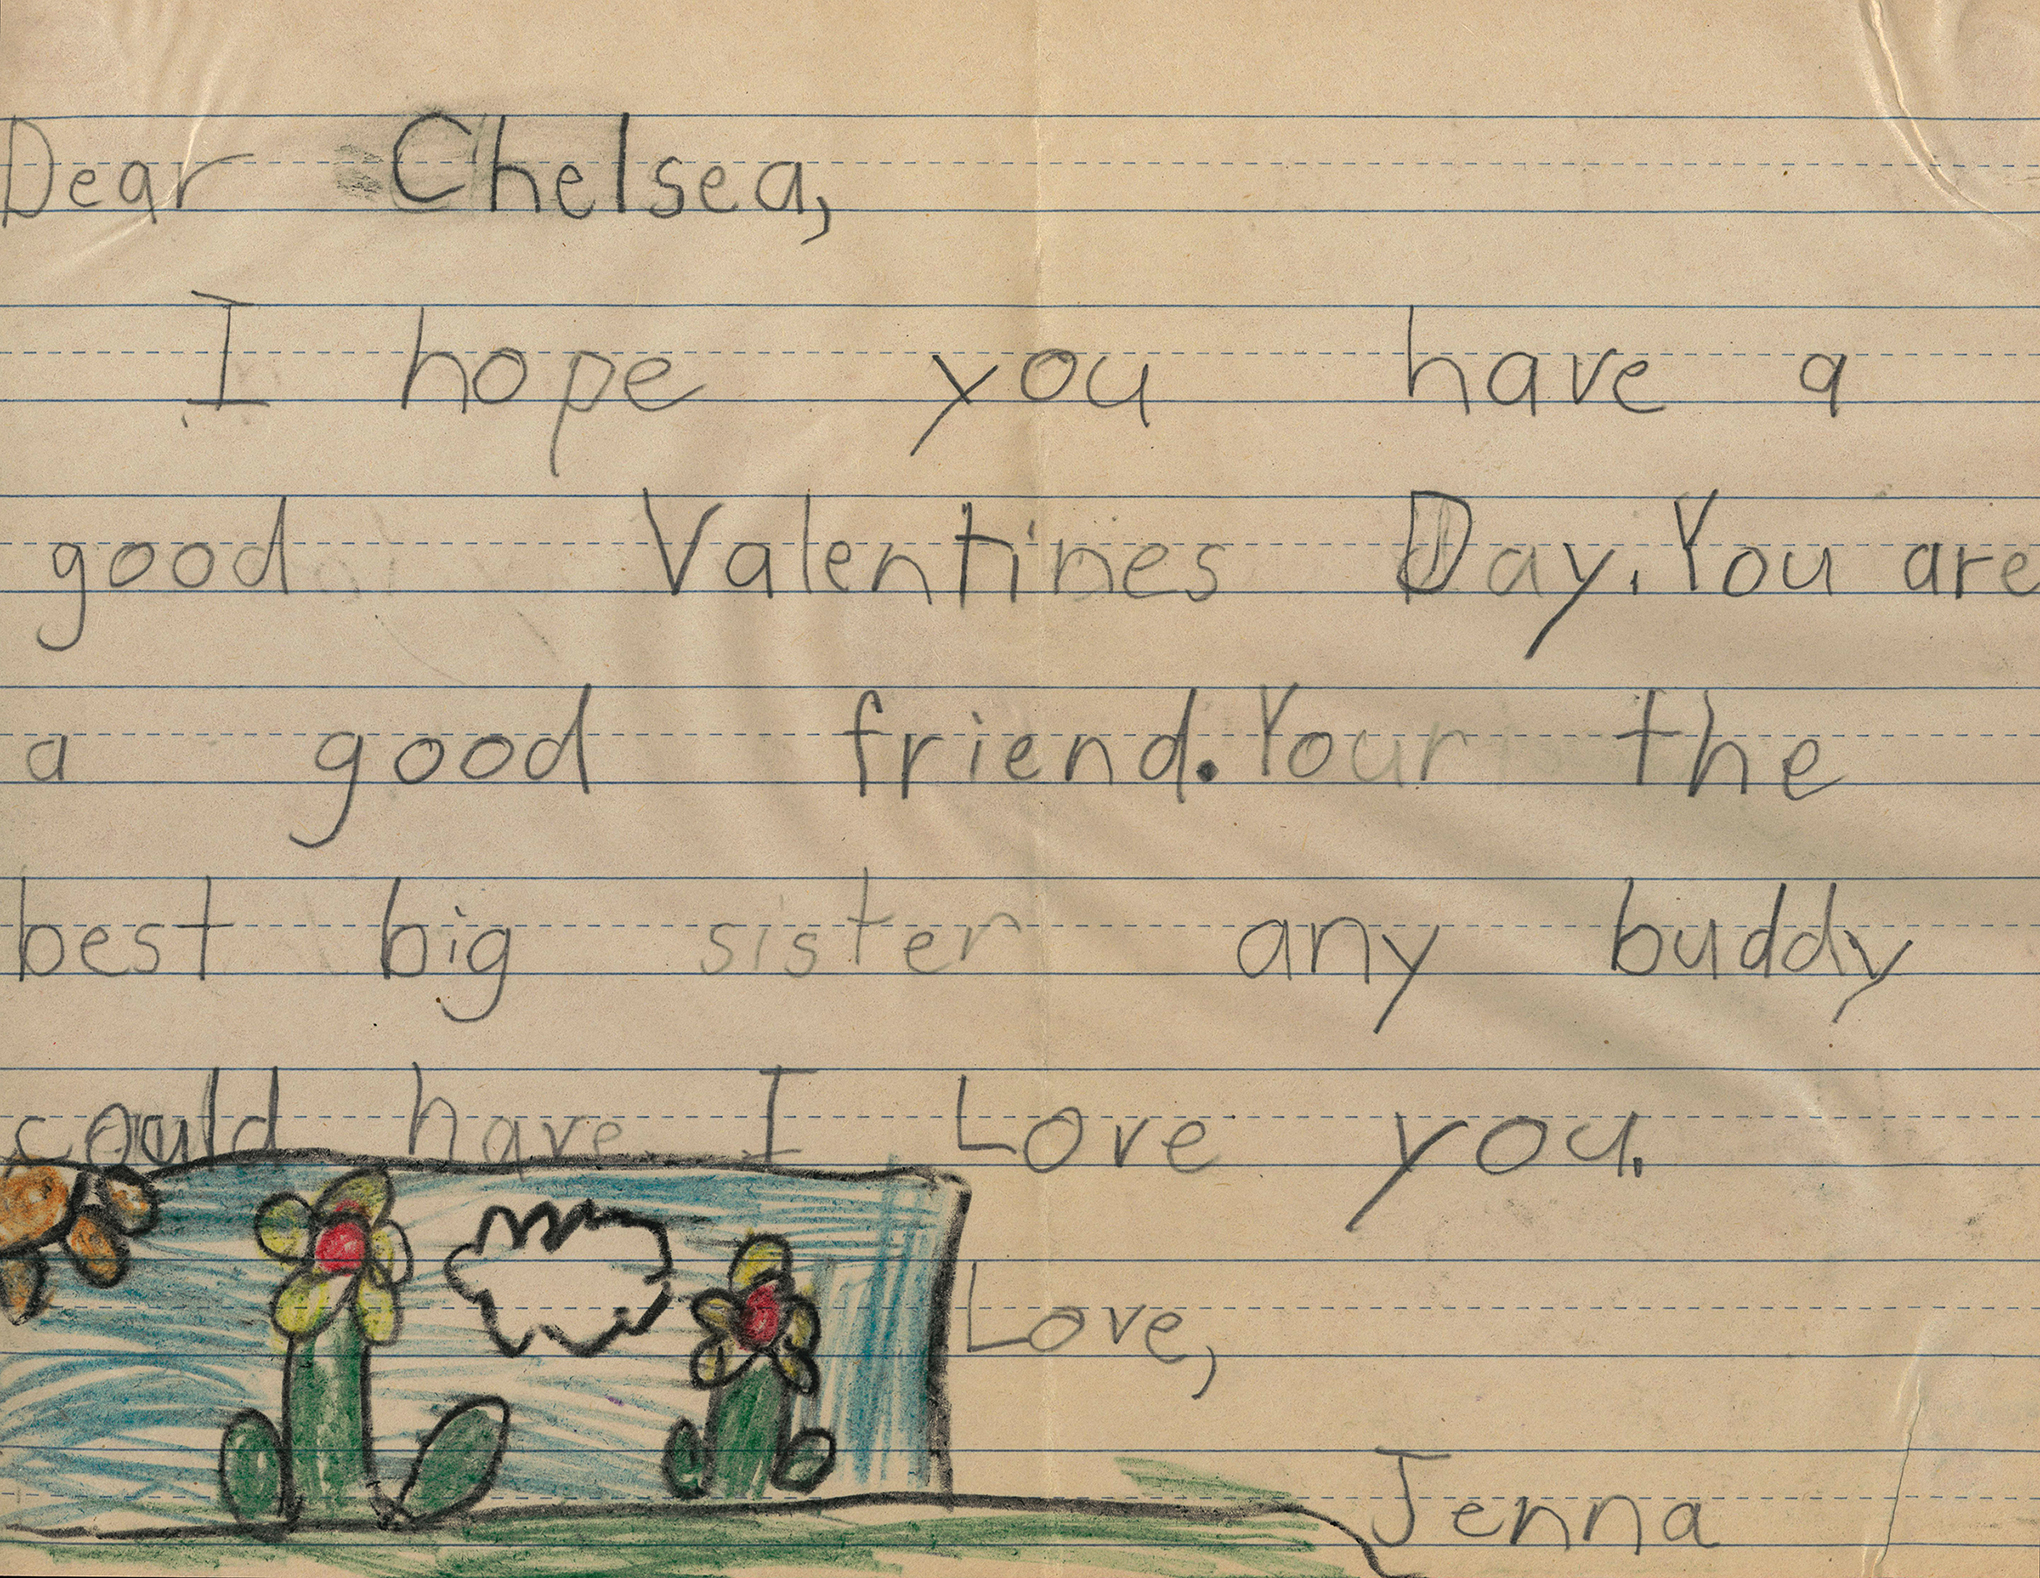 Dear Chelsea,
I hope you have a
good Valentines Day. You are
a good friend. Your the
best big sister any buddy
could have. I Love you.
Love,
Jenna